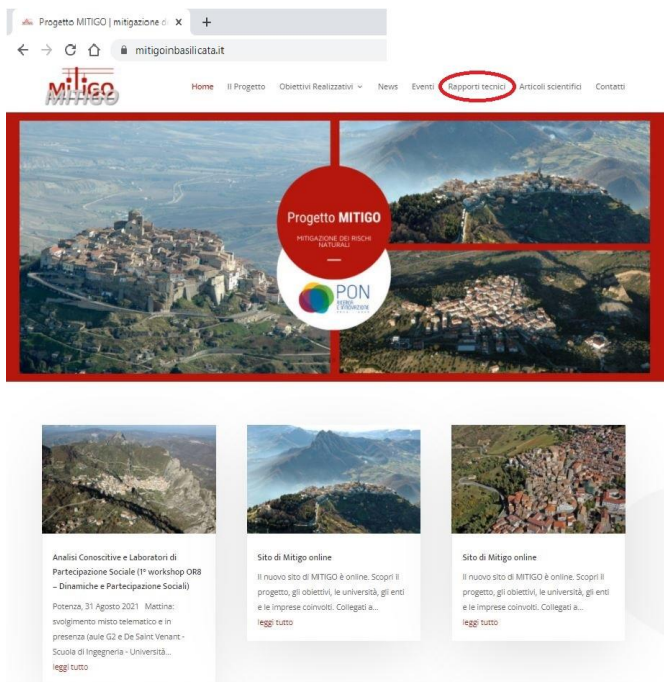 Progetto MITIGO | mitigazione d
mitigoinbasilicata.it
MITIGO
Home Il Progetto Obiettivi Realizzativi News Eventi Rapporti tecnici Articoli scientifici Contatti
Progetto MITIGO
MITIGAZIONE DEI RISCHI
NATURALI
PON
RICERCA
E INNOVAZIONE
2014 - 2020
Analisi Conoscitive e Laboratori di
Partecipazione Sociale (1° workshop OR8
– Dinamiche e Partecipazione Sociali)
Potenza, 31 Agosto 2021 Mattina:
svolgimento misto telematico e in
presenza (aule G2 e De Saint Venant -
Scuola di Ingegneria - Università...
leggi tutto
Sito di Mitigo online
Il nuovo sito di MITIGO è online. Scopri il
progetto, gli obiettivi, le università, gli enti
e le imprese coinvolti. Collegati a...
leggi tutto
Sito di Mitigo online
Il nuovo sito di MITIGO è online. Scopri il
progetto, gli obiettivi, le università, gli enti
e le imprese coinvolti. Collegati a...
leggi tutto